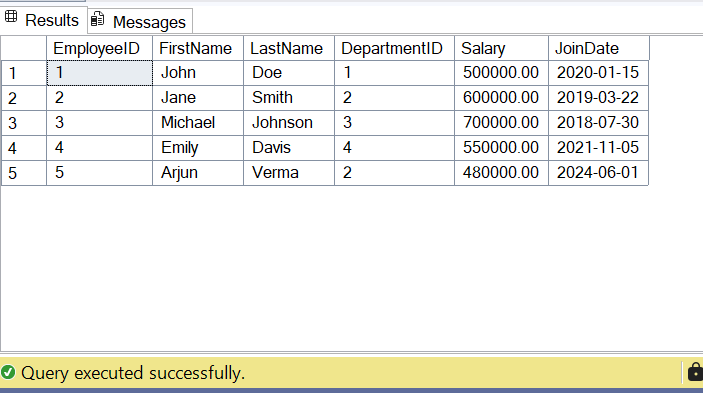 Results Messages
EmployeeID FirstName LastName DepartmentID Salary JoinDate
1 1 John Doe 1 500000.00 2020-01-15
2 2 Jane Smith 2 600000.00 2019-03-22
3 3 Michael Johnson 3 700000.00 2018-07-30
4 4 Emily Davis 4 550000.00 2021-11-05
5 5 Arjun Verma 2 480000.00 2024-06-01
Query executed successfully.